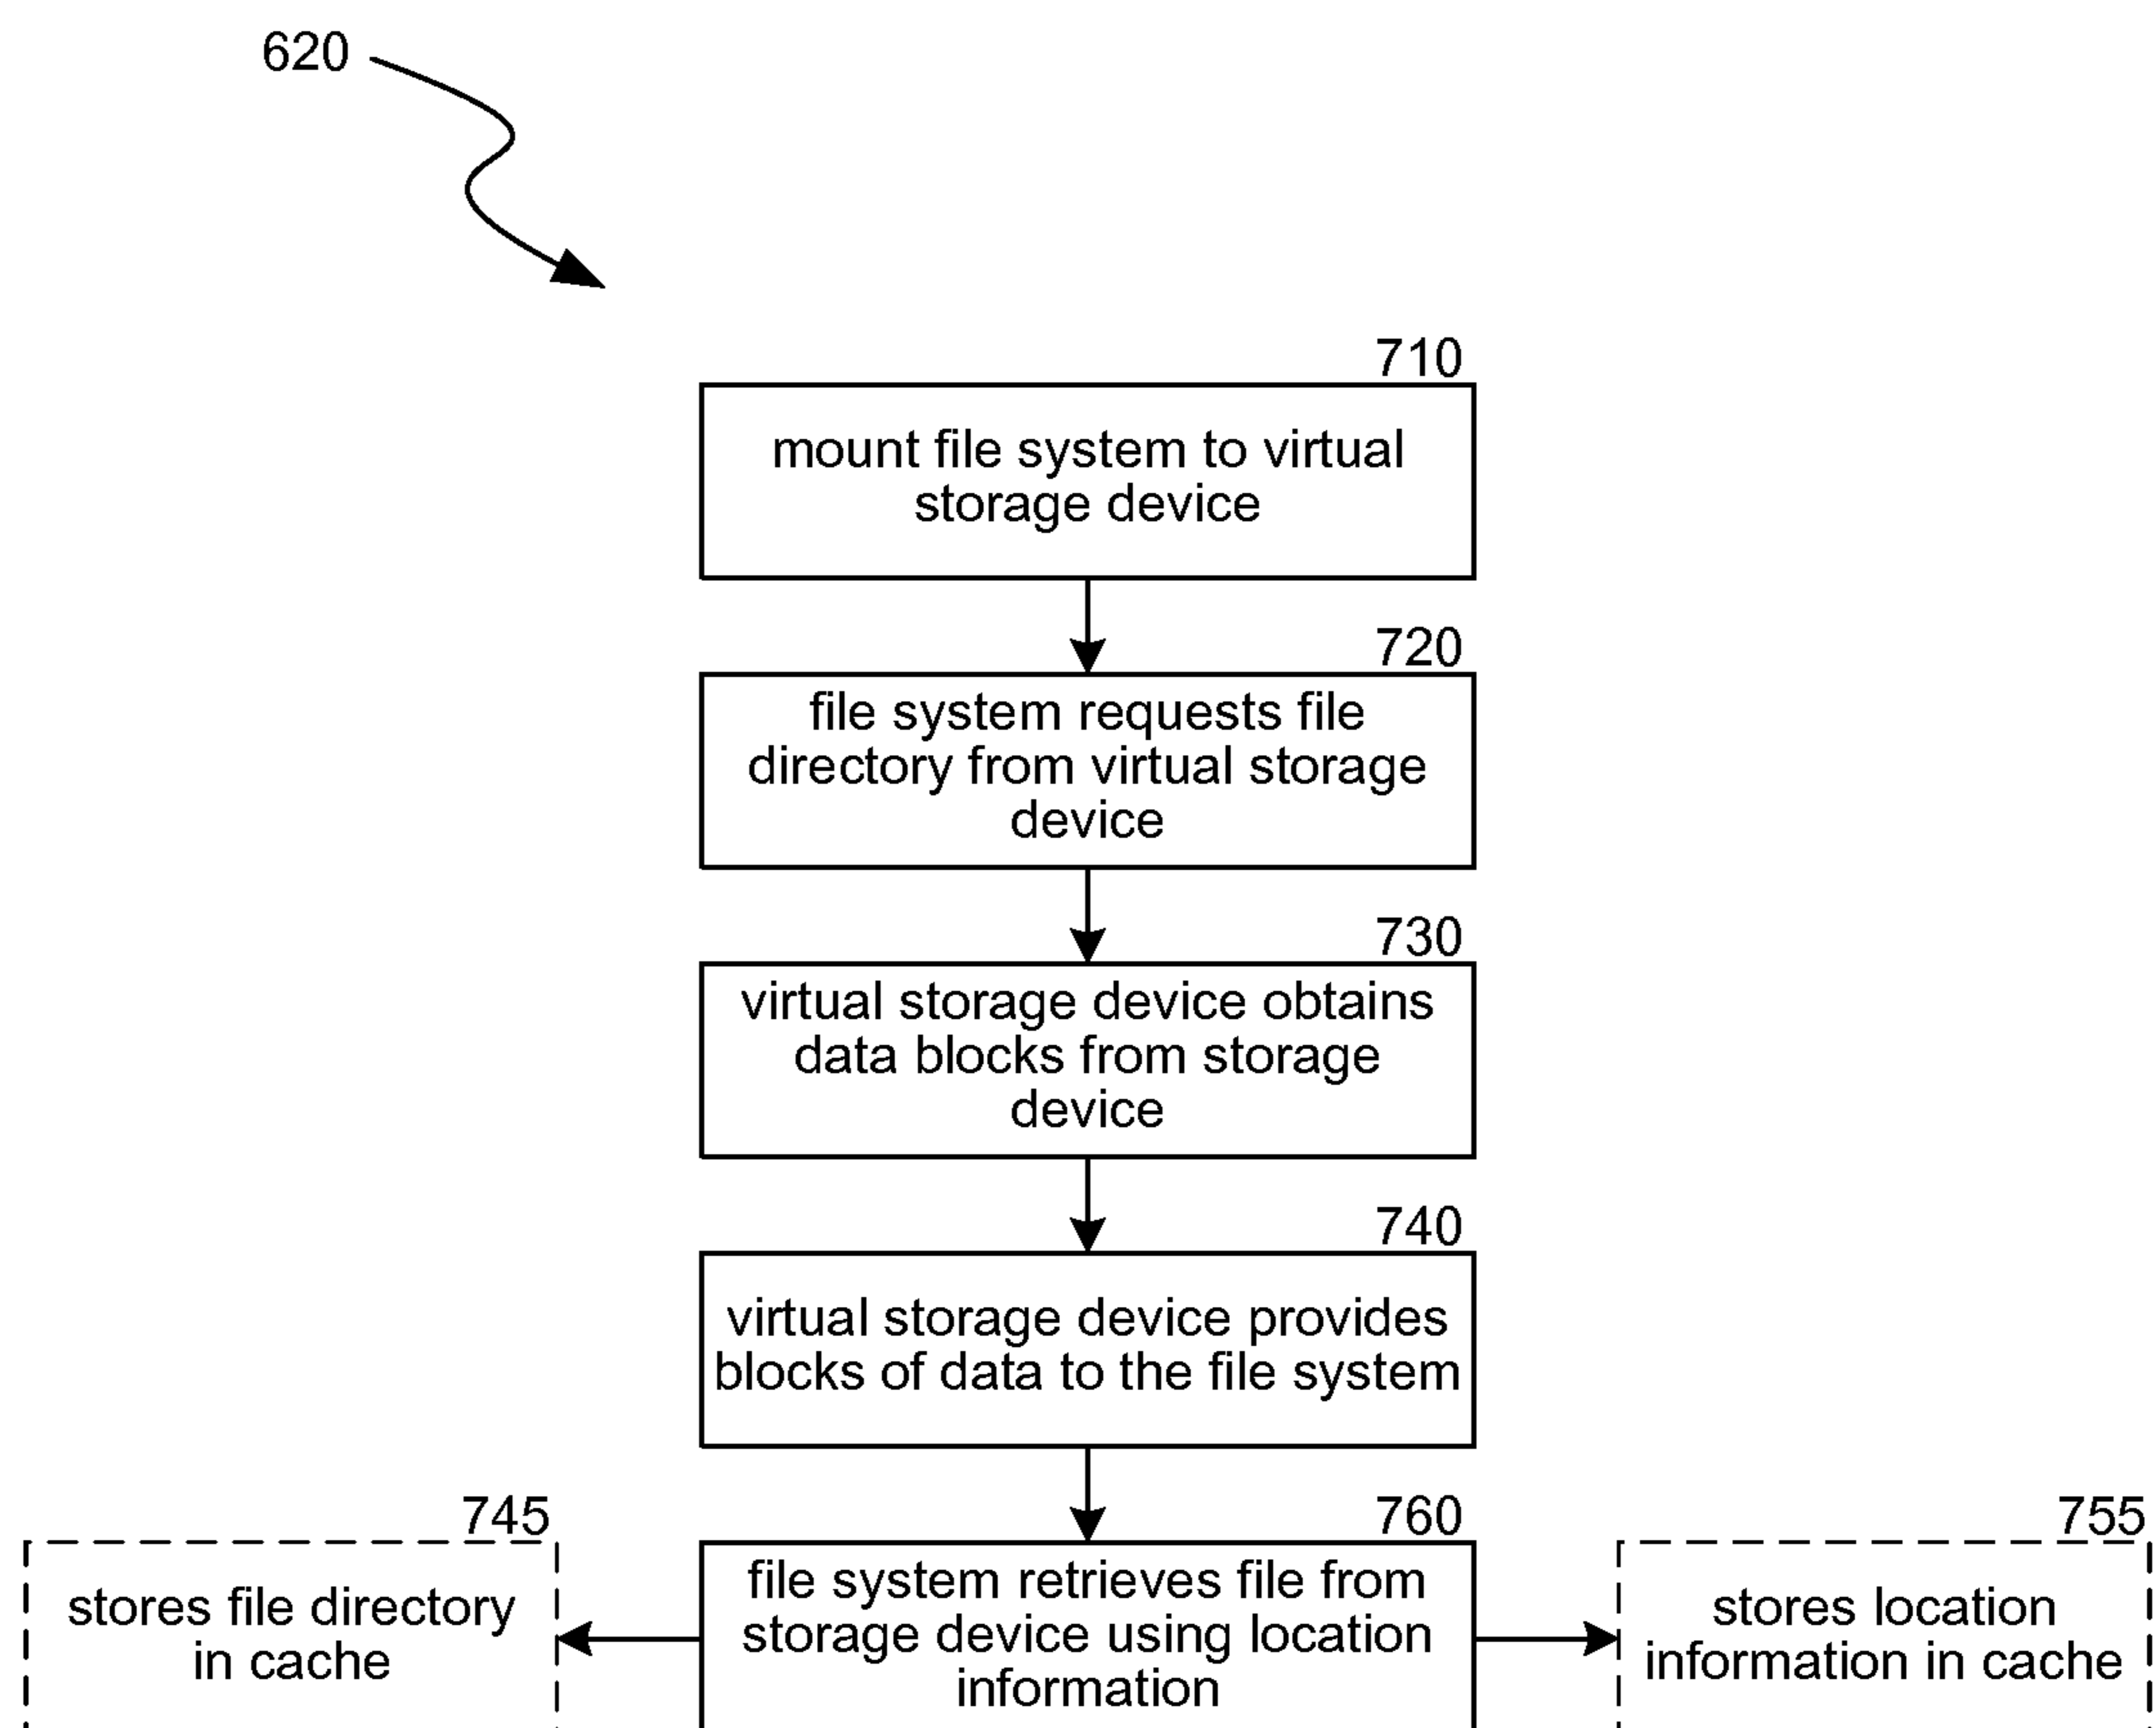 620
710
mount file system to virtual
storage device
720
file system requests file
directory from virtual storage
device
730
virtual storage device obtains
data blocks from storage
device
740
virtual storage device provides
blocks of data to the file system
745
stores file directory
in cache
760
file system retrieves file from
storage device using location
information
755
stores location
information in cache